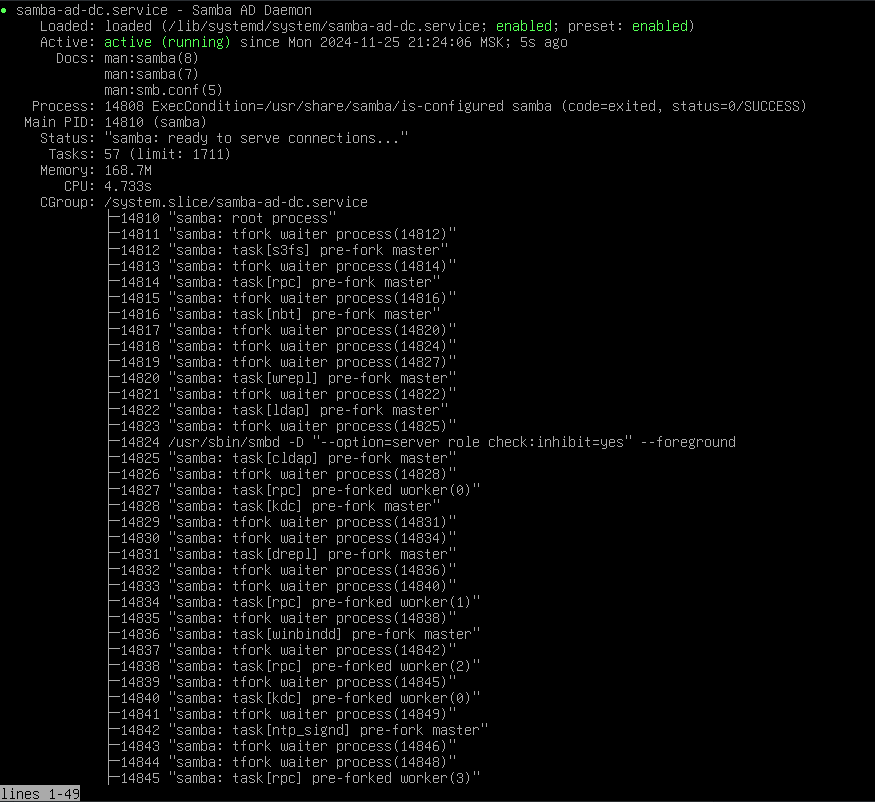 ● samba-ad-dc.service - Samba AD Daemon
     Loaded: loaded (/lib/systemd/system/samba-ad-dc.service; enabled; preset: enabled)
     Active: active (running) since Mon 2024-11-25 21:24:06 MSK; 5s ago
       Docs: man:samba(8)
             man:samba(7)
             man:smb.conf(5)
    Process: 14808 ExecCondition=/usr/share/samba/is-configured samba (code=exited, status=0/SUCCESS)
   Main PID: 14810 (samba)
     Status: "samba: ready to serve connections..."
      Tasks: 57 (limit: 1711)
     Memory: 168.7M
        CPU: 4.733s
     CGroup: /system.slice/samba-ad-dc.service
             ├─14810 "samba: root process"
             ├─14811 "samba: tfork waiter process(14812)"
             ├─14812 "samba: task[s3fs] pre-fork master"
             ├─14813 "samba: tfork waiter process(14814)"
             ├─14814 "samba: task[rpc] pre-fork master"
             ├─14815 "samba: tfork waiter process(14816)"
             ├─14816 "samba: task[nbt] pre-fork master"
             ├─14817 "samba: tfork waiter process(14820)"
             ├─14818 "samba: tfork waiter process(14824)"
             ├─14819 "samba: tfork waiter process(14827)"
             ├─14820 "samba: task[wrepl] pre-fork master"
             ├─14821 "samba: tfork waiter process(14822)"
             ├─14822 "samba: task[ldap] pre-fork master"
             ├─14823 "samba: tfork waiter process(14825)"
             ├─14824 /usr/sbin/smbd -D "--option=server role check:inhibit=yes" --foreground
             ├─14825 "samba: task[cldap] pre-fork master"
             ├─14826 "samba: tfork waiter process(14828)"
             ├─14827 "samba: task[rpc] pre-forked worker(0)"
             ├─14828 "samba: task[kdc] pre-fork master"
             ├─14829 "samba: tfork waiter process(14831)"
             ├─14830 "samba: tfork waiter process(14834)"
             ├─14831 "samba: task[drepl] pre-fork master"
             ├─14832 "samba: tfork waiter process(14836)"
             ├─14833 "samba: tfork waiter process(14840)"
             ├─14834 "samba: task[rpc] pre-forked worker(1)"
             ├─14835 "samba: tfork waiter process(14838)"
             ├─14836 "samba: task[winbindd] pre-fork master"
             ├─14837 "samba: tfork waiter process(14842)"
             ├─14838 "samba: task[rpc] pre-forked worker(2)"
             ├─14839 "samba: tfork waiter process(14845)"
             ├─14840 "samba: task[kdc] pre-forked worker(0)"
             ├─14841 "samba: tfork waiter process(14849)"
             ├─14842 "samba: task[ntp_signd] pre-fork master"
             ├─14843 "samba: tfork waiter process(14846)"
             ├─14844 "samba: tfork waiter process(14848)"
             ├─14845 "samba: task[rpc] pre-forked worker(3)"
lines 1-49